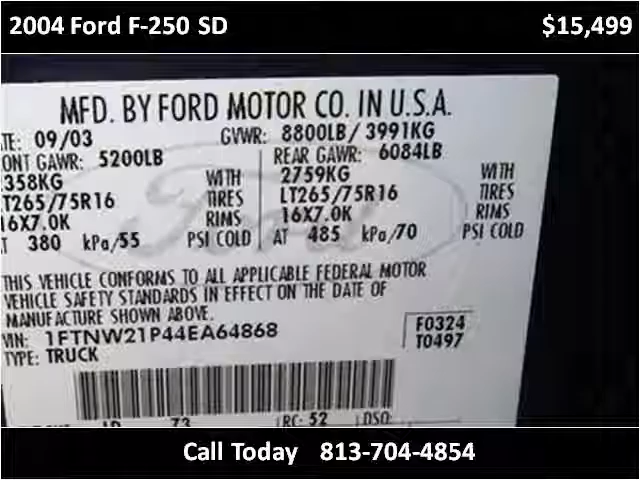 2004 Ford F-250 SD $15,499
MFD. BY FORD MOTOR CO. IN U.S.A.
TE: 09/03 GVWR: 8800LB/ 3991KG
ONT GAWR: 5200LB REAR GAWR: 6084LB
358KG WITH 2759KG WITH
LT265/75R16 TIRES LT265/75R16 TIRES
16X7.0K RIMS 16X7.0K RIMS
T 380 kPa/55 PSI COLD AT 485 kPa/70 PSI COLD
THIS VEHICLE CONFORMS TO ALL APPLICABLE FEDERAL MOTOR
VEHICLE SAFETY STANDARDS IN EFFECT ON THE DATE OF
MANUFACTURE SHOWN ABOVE.
VIN: 1FTNW21P44EA64868 F0324
TYPE: TRUCK T0497
73 RC: 52 DSO:
Call Today 813-704-4854